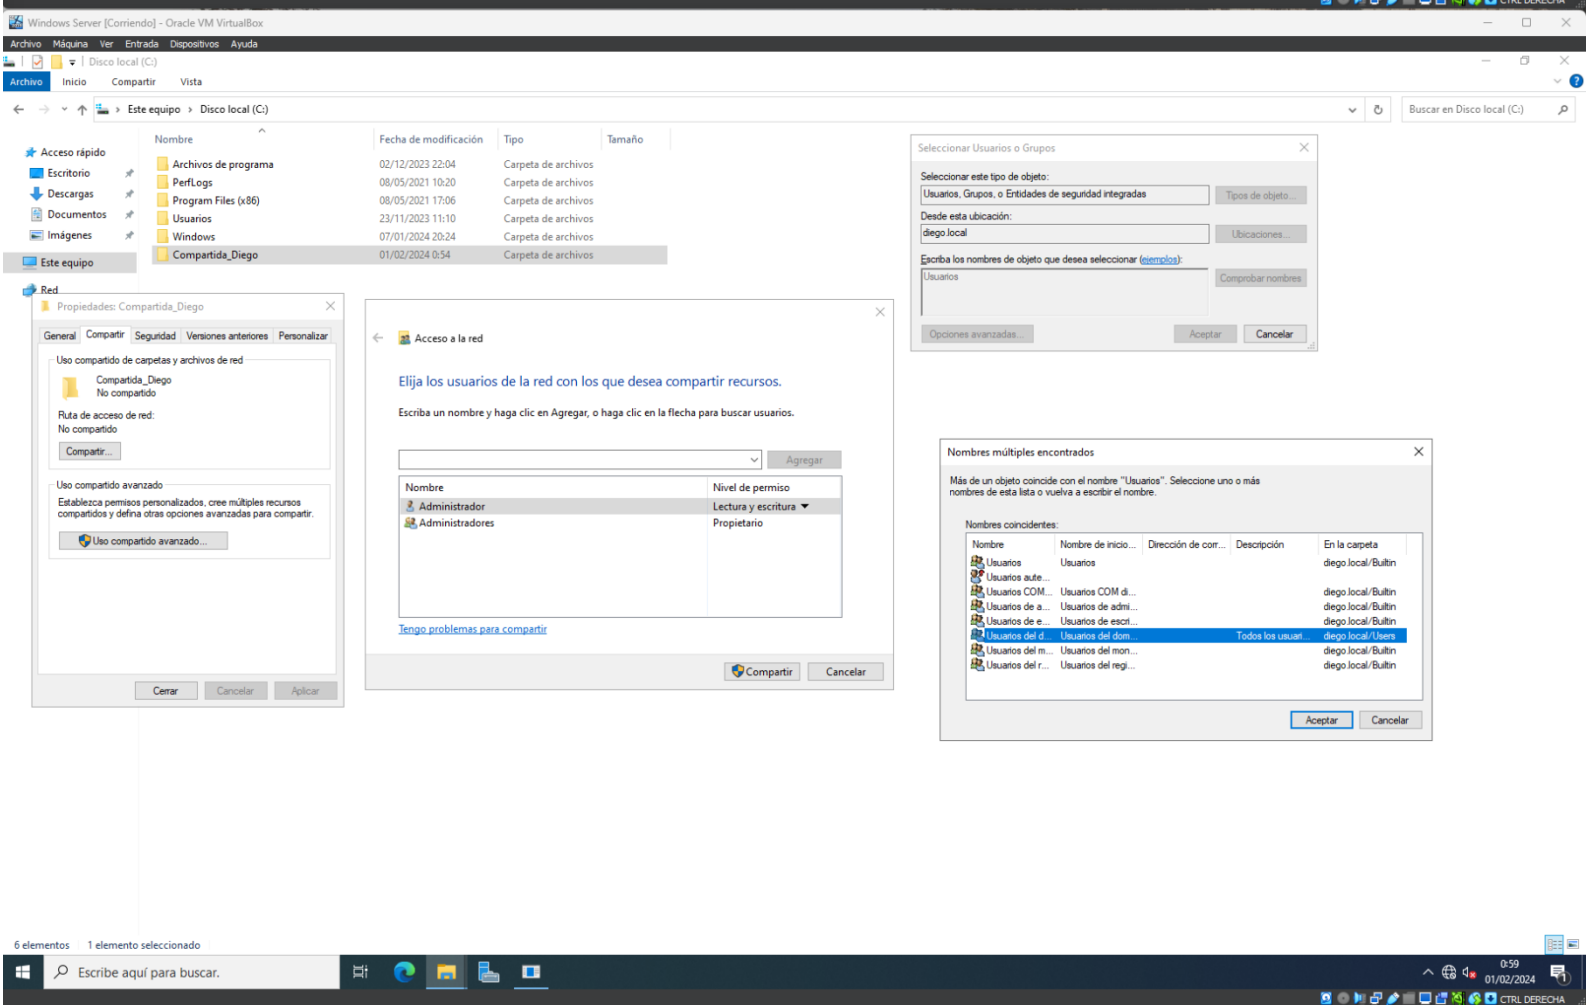 CTRL DERECHA
Windows Server [Corriendo] - Oracle VM VirtualBox
Archivo Máquina Ver Entrada Dispositivos Ayuda
Disco local (C:)
Archivo Inicio Compartir Vista
Este equipo > Disco local (C:)
Buscar en Disco local (C:)
Acceso rápido
Escritorio
Descargas
Documentos
Imágenes
Este equipo
Red
Nombre Fecha de modificación Tipo Tamaño
Archivos de programa 02/12/2023 22:04 Carpeta de archivos
PerfLogs 08/05/2021 10:20 Carpeta de archivos
Program Files (x86) 08/05/2021 17:06 Carpeta de archivos
Usuarios 23/11/2023 11:10 Carpeta de archivos
Windows 07/01/2024 20:24 Carpeta de archivos
Compartida_Diego 01/02/2024 0:54 Carpeta de archivos
Propiedades: Compartida_Diego
General Compartir Seguridad Versiones anteriores Personalizar
Uso compartido de carpetas y archivos de red
Compartida_Diego
No compartido
Ruta de acceso de red:
No compartido
Compartir...
Uso compartido avanzado
Establezca permisos personalizados, cree múltiples recursos
compartidos y defina otras opciones avanzadas para compartir.
Uso compartido avanzado...
Cerrar Cancelar Aplicar
Acceso a la red
Elija los usuarios de la red con los que desea compartir recursos.
Escriba un nombre y haga clic en Agregar, o haga clic en la flecha para buscar usuarios.
Agregar
Nombre Nivel de permiso
Administrador Lectura y escritura
Administradores Propietario
Tengo problemas para compartir
Compartir Cancelar
Seleccionar Usuarios o Grupos
Seleccionar este tipo de objeto:
Usuarios, Grupos, o Entidades de seguridad integradas Tipos de objeto...
Desde esta ubicación:
diego.local Ubicaciones...
Escriba los nombres de objeto que desea seleccionar (ejemplos):
Usuarios Comprobar nombres
Opciones avanzadas... Aceptar Cancelar
Nombres múltiples encontrados
Más de un objeto coincide con el nombre "Usuarios". Seleccione uno o más
nombres de esta lista o vuelva a escribir el nombre.
Nombres coincidentes:
Nombre Nombre de inicio... Dirección de corr... Descripción En la carpeta
Usuarios Usuarios diego.local/Builtin
Usuarios aute...
Usuarios COM... Usuarios COM di... diego.local/Builtin
Usuarios de a... Usuarios de admi... diego.local/Builtin
Usuarios de e... Usuarios de escri... diego.local/Builtin
Usuarios del d... Usuarios del dom... Todos los usuari... diego.local/Users
Usuarios del m... Usuarios del mon... diego.local/Builtin
Usuarios del r... Usuarios del regi... diego.local/Builtin
Aceptar Cancelar
6 elementos 1 elemento seleccionado
Escribe aquí para buscar.
0:59
01/02/2024
1
CTRL DERECHA